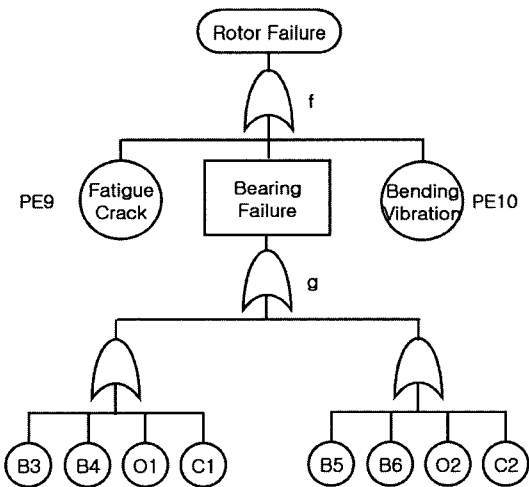 Rotor Failure
f
PE9
Fatigue
Crack
Bearing
Failure
Bending
Vibration
PE10
g
B3 B4 O1 C1 B5 B6 O2 C2